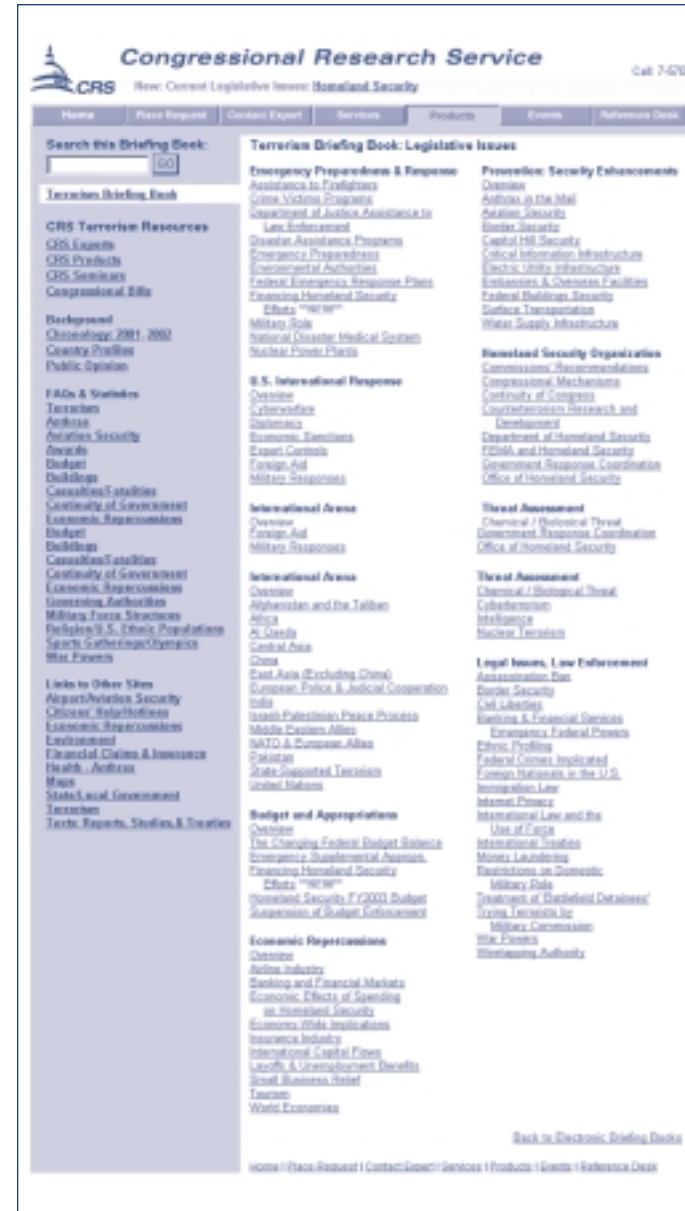 Congressional Research Service
Call: 7-570
CRS
New: Current Legislative Issues: Homeland Security
Home
Place Request
Contact Expert
Services
Products
Events
Reference Desk
Search this Briefing Book:
GO
Terrorism Briefing Book
CRS Terrorism Resources
CRS Experts
CRS Products
CRS Seminars
Congressional Bills
Background
Chronology: 2001, 2002
Country Profiles
Public Opinion
FAQs & Statistics
Terrorism
Anthrax
Aviation Security
Awards
Budget
Buildings
Casualties/Fatalities
Continuity of Government
Economic Repercussions
Budget
Buildings
Casualties/Fatalities
Continuity of Government
Economic Repercussions
Governing Authorities
Military Force Structures
Religion/U.S. Ethnic Populations
Sports Gatherings/Olympics
War Powers
Links to Other Sites
Airport/Aviation Security
Citizens' Help/Hotlines
Economic Repercussions
Environment
Financial Claims & Insurance
Health - Anthrax
Maps
State/Local Government
Terrorism
Texts: Reports, Studies,& Treaties
Terrorism Briefing Book: Legislative Issues
Emergency Preparedness & Response
Assistance to Firefighters
Crime Victims Programs
Department of Justice Assistance to
Law Enforcement
Disaster Assistance Programs
Emergency Preparedness
Environmental Authorities
Federal Emergency Response Plans
Financing Homeland Security
Efforts **NEW**
Military Role
National Disaster Medical System
Nuclear Power Plants
U.S. International Response
Overview
Cyberwarfare
Diplomacy
Economic Sanctions
Export Controls
Foreign Aid
Military Responses
International Arena
Overview
Foreign Aid
Military Responses
International Arena
Overview
Afghanistan and the Taliban
Africa
Al Qaeda
Central Asia
China
East Asia (Excluding China)
European Police & Judicial Cooperation
India
Israeli-Palestinian Peace Process
Middle Eastern Allies
NATO & European Allies
Pakistan
State-Supported Terrorism
United Nations
Budget and Appropriations
Overview
The Changing Federal Budget Balance
Emergency Supplemental Approps.
Financing Homeland Security
Efforts **NEW**
Homeland Security FY2003 Budget
Suspension of Budget Enforcement
Economic Repercussions
Overview
Airline Industry
Banking and Financial Markets
Economic Effects of Spending
on Homeland Security
Economy Wide Implications
Insurance Industry
International Capital Flows
Layoffs & Unemployment Benefits
Small Business Relief
Tourism
World Economies
Prevention: Security Enhancements
Overview
Anthrax in the Mail
Aviation Security
Border Security
Capitol Hill Security
Critical Information Infrastructure
Electric Utility Infrastructure
Embassies & Overseas Facilities
Federal Buildings Security
Surface Transportation
Water Supply Infrastructure
Homeland Security Organization
Commissions' Recommendations
Congressional Mechanisms
Continuity of Congress
Counterterrorism Research and
Development
Department of Homeland Security
FEMA and Homeland Security
Government Response Coordination
Office of Homeland Security
Threat Assessment
Chemical / Biological Threat
Government Response Coordination
Office of Homeland Security
Threat Assessment
Chemical / Biological Threat
Cyberterrorism
Intelligence
Nuclear Terrorism
Legal Issues, Law Enforcement
Assassination Ban
Border Security
Civil Liberties
Banking & Financial Services
Emergency Federal Powers
Ethnic Profiling
Federal Crimes Implicated
Foreign Nationals in the U.S.
Immigration Law
Internet Privacy
International Law and the
Use of Force
International Treaties
Money Laundering
Restrictions on Domestic
Military Role
Treatment of 'Battlefield Detainees'
Trying Terrorists by
Military Commission
War Powers
Wiretapping Authority
Back to Electronic Briefing Books
Home | Place Request | Contact Expert | Services | Products | Events | Reference Desk